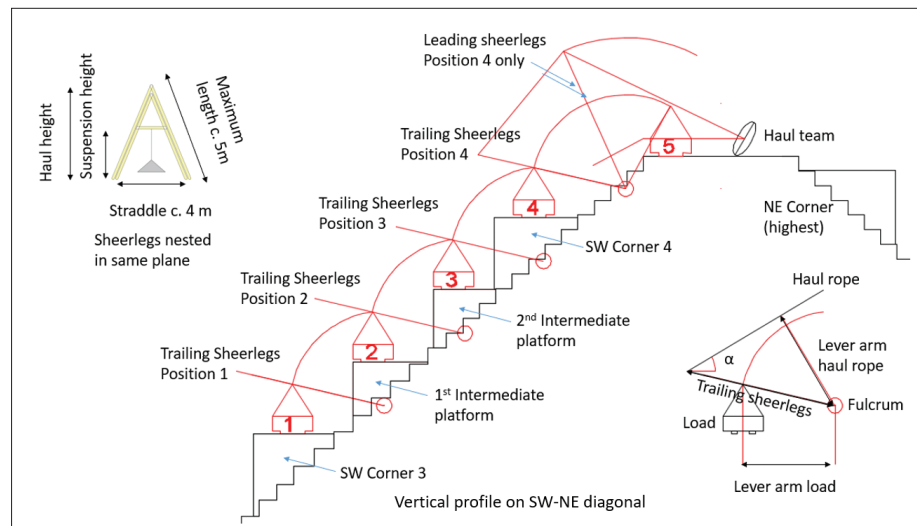 Haul height
Suspension height
Maximum
length c. 5m
Straddle c. 4 m
Sheerlegs nested
in same plane
Leading sheerlegs
Position 4 only
Trailing Sheerlegs
Position 4
Haul team
5
Trailing Sheerlegs
Position 3
4
SW Corner 4
NE Corner
(highest)
Trailing Sheerlegs
Position 2
3
2nd Intermediate
platform
Trailing Sheerlegs
Position 1
2
1st Intermediate
platform
1
SW Corner 3
Haul rope
α
Lever arm
haul rope
Trailing sheerlegs
Fulcrum
Load
Lever arm load
Vertical profile on SW-NE diagonal